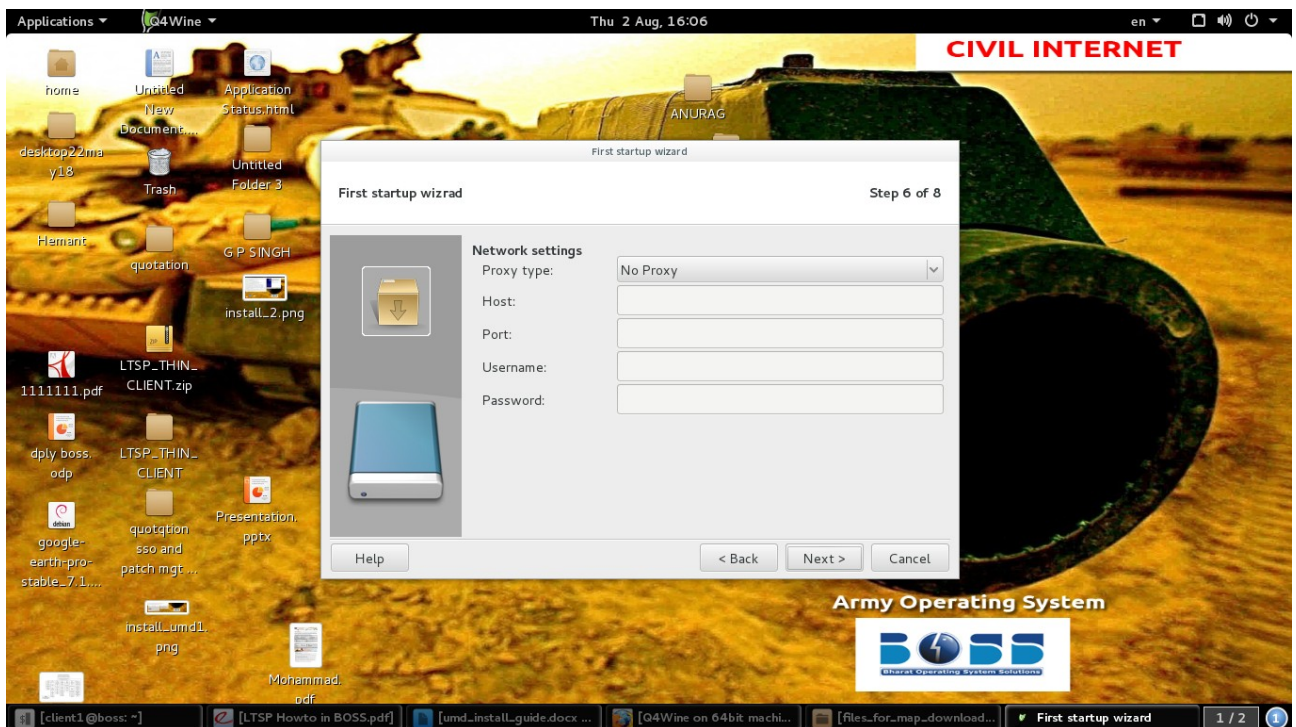 Applications
Q4Wine
Thu 2 Aug, 16:06
en
CIVIL INTERNET
home
Untitled
New
Document....
Application
Status.html
ANURAG
desktop22ma
y18
Trash
Untitled
Folder 3
Hemant
quotation
G P SINGH
install_2.png
1111111.pdf
LTSP_THIN_
CLIENT.zip
dply boss.
odp
LTSP_THIN_
CLIENT
debian
google-
earth-pro-
stable_7.1....
quotqtion
sso and
patch mgt ...
Presentation.
pptx
install_umd1.
png
Mohammad.
pdf
First startup wizard
First startup wizrad
Step 6 of 8
Network settings
Proxy type:
No Proxy
Host:
Port:
Username:
Password:
Help
< Back
Next >
Cancel
Army Operating System
BOSS
Bharat Operating System Solutions
[client1@boss: ~]
[LTSP Howto in BOSS.pdf]
[umd_install_guide.docx ...
[Q4Wine on 64bit machi...
[files_for_map_download...
First startup wizard
1 / 2
1